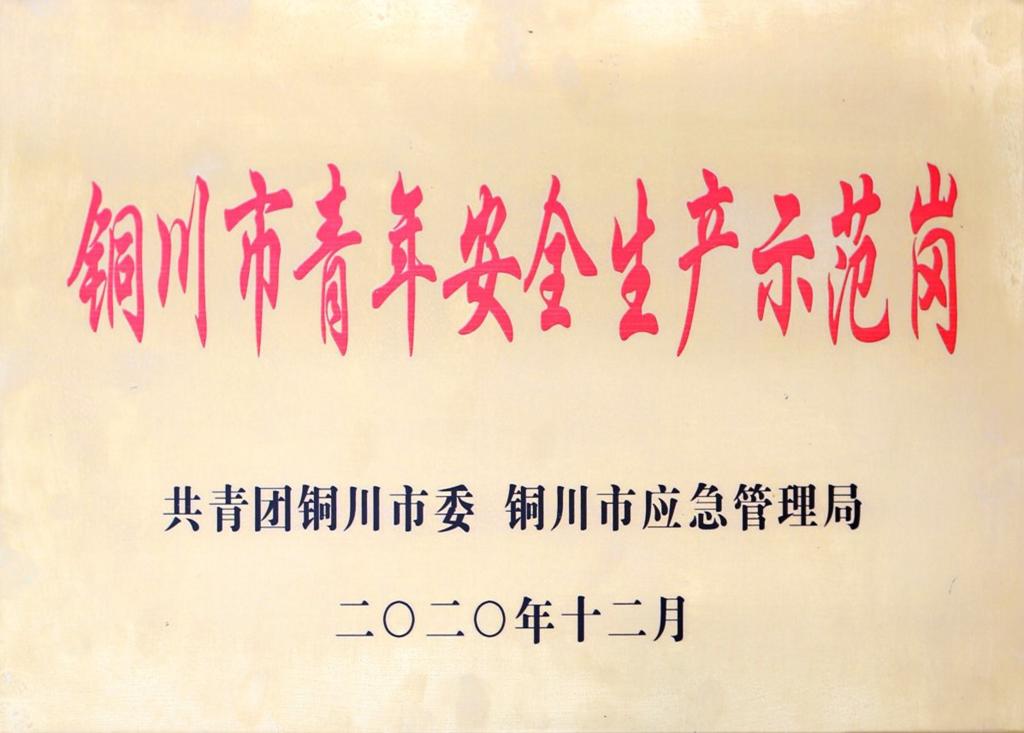 铜川市青年安全生产示范岗
共青团铜川市委 铜川市应急管理局
二〇二〇年十二月